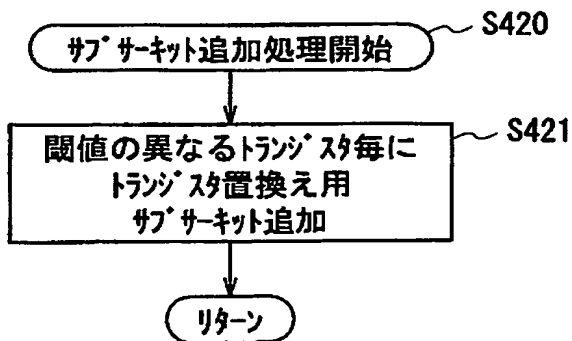 S420
サブサーキット追加処理開始
S421
閾値の異なるトランジスタ毎に
トランジスタ置換え用
サブサーキット追加
リターン